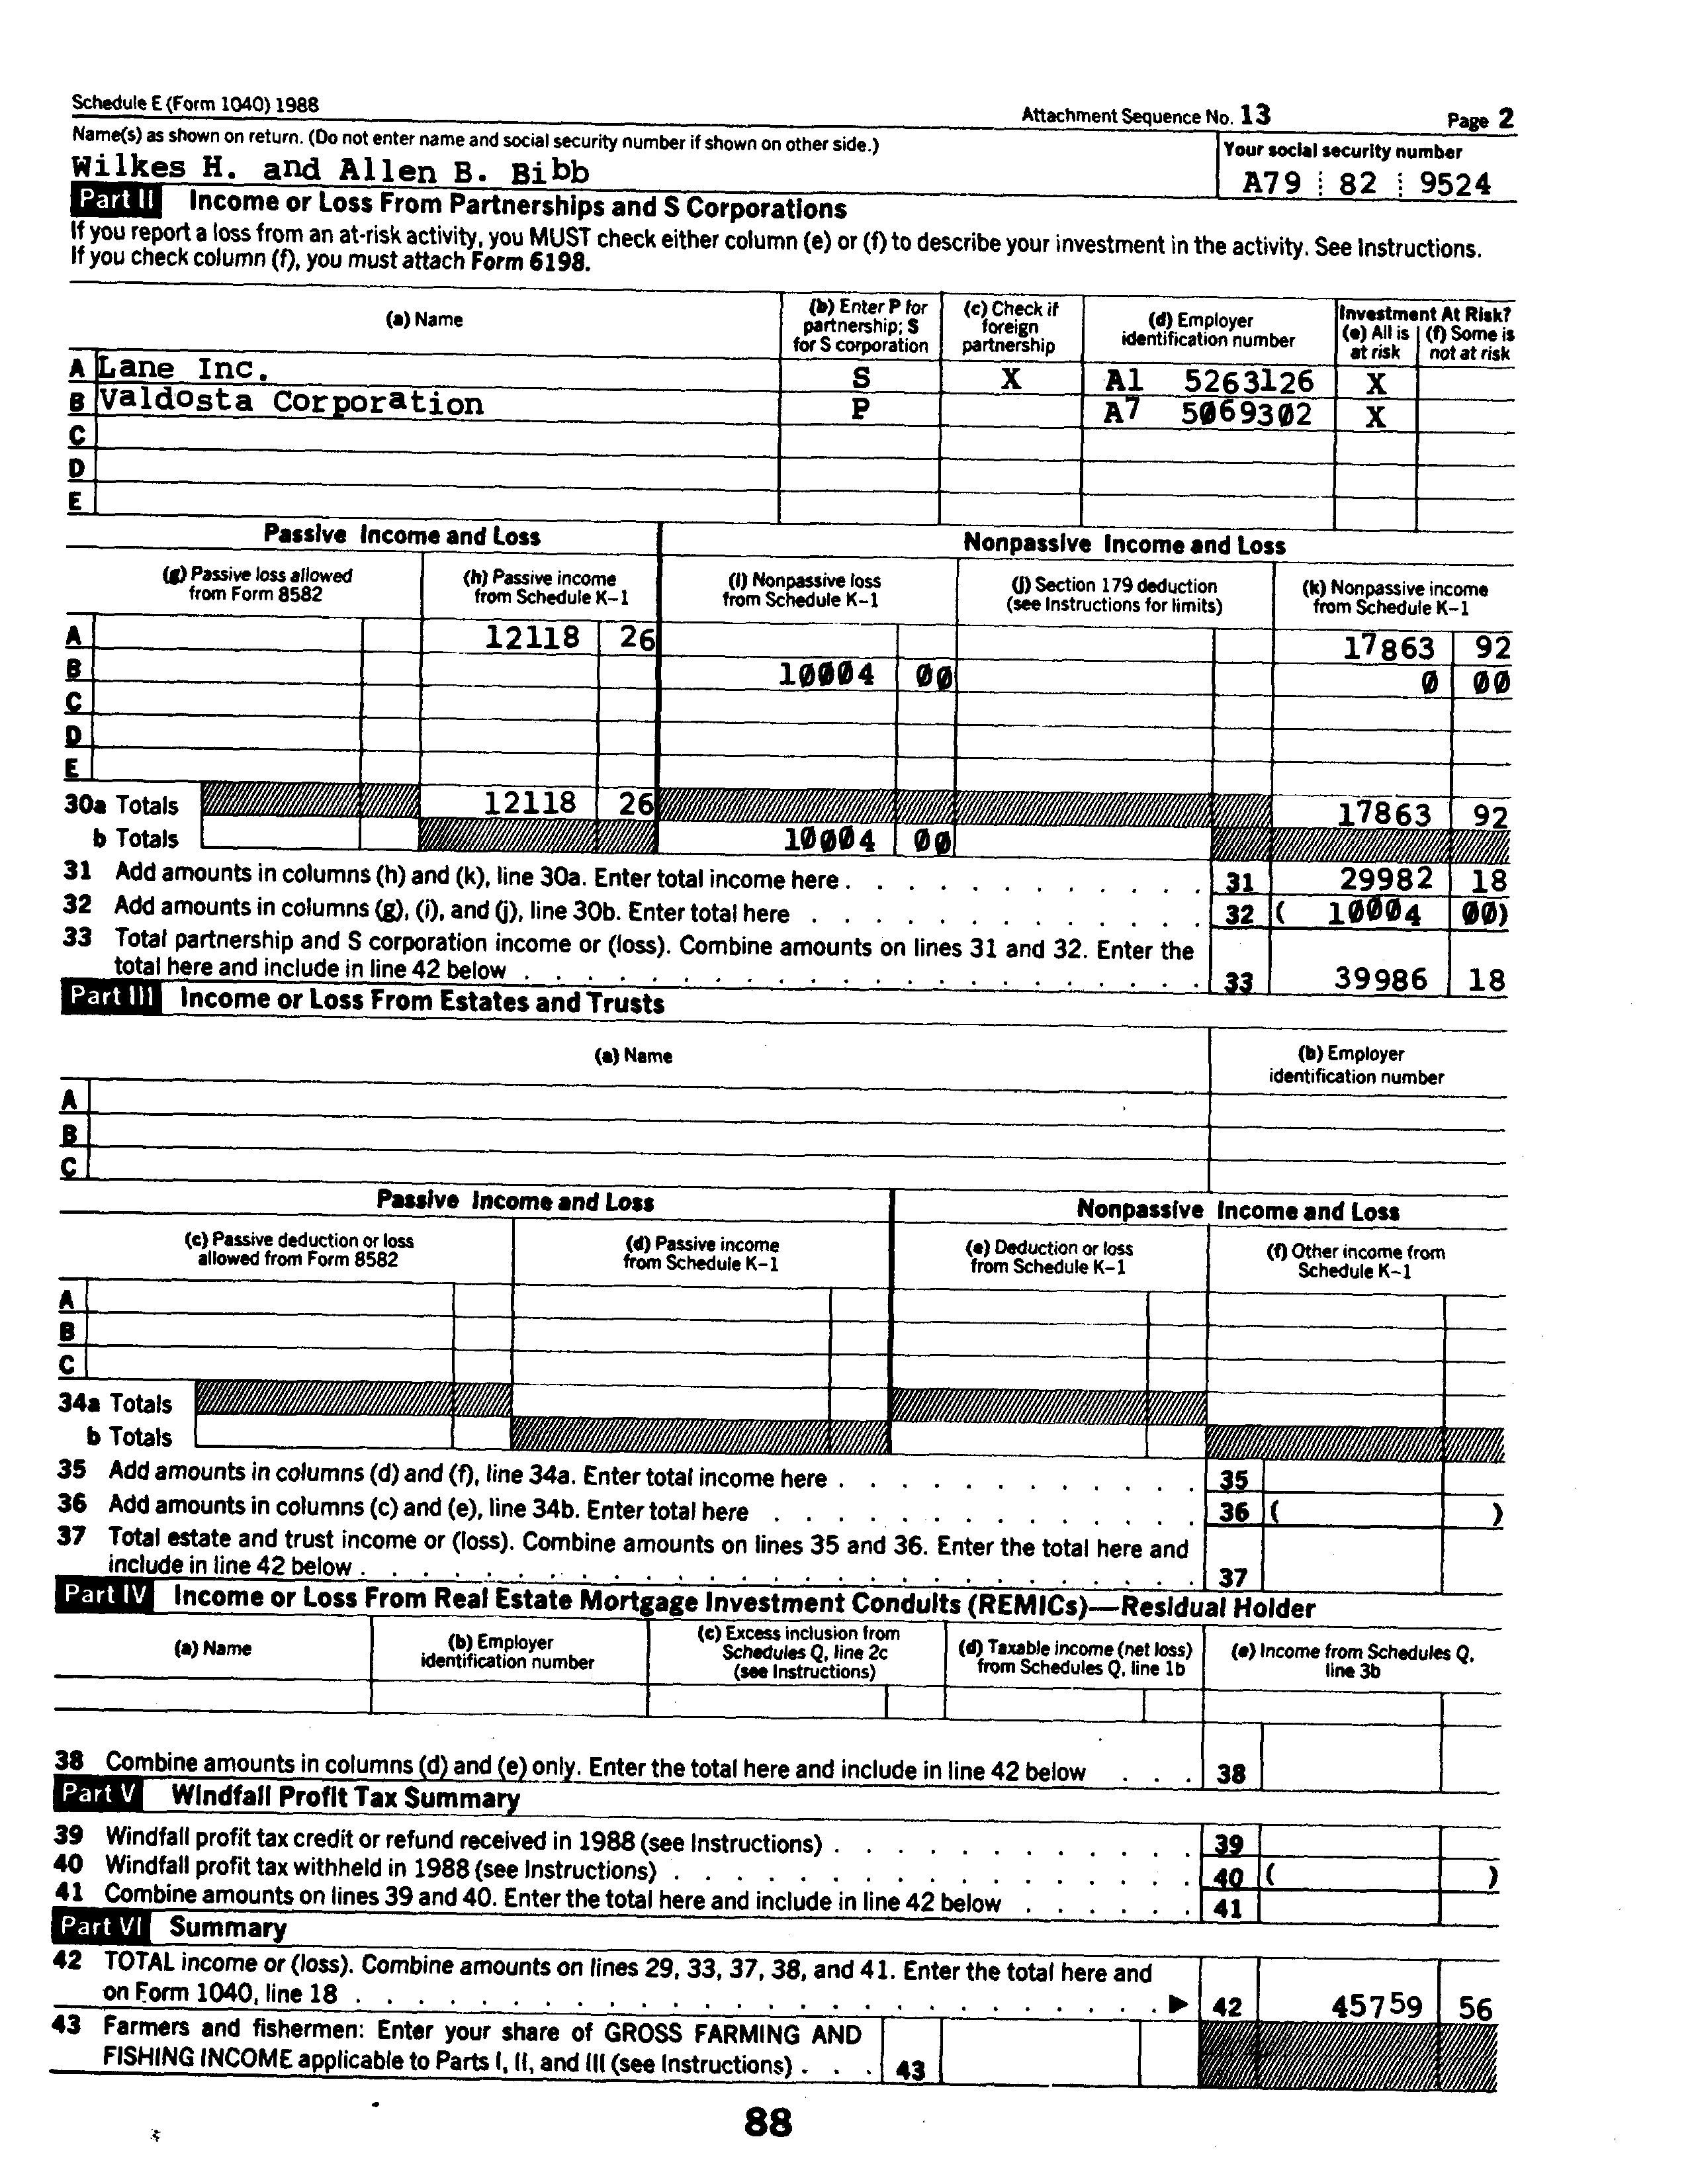 Schedule E (Form 1040) 1988 Attachment Sequence No. 13 Page 2
Name(s) as shown on return. (Do not enter name and social security number if shown on other side.) Your social security number
Wilkes H. and Allen B. Bibb A79 82 9524
Part II Income or Loss From Partnerships and S Corporations
If you report a loss from an at-risk activity, you MUST check either column (e) or (f) to describe your investment in the activity. See Instructions.
If you check column (f), you must attach Form 6198.
(a) Name (b) Enter P for partnership; S for S corporation (c) Check if foreign partnership (d) Employer identification number Investment At Risk? (e) All is at risk (f) Some is not at risk
A Lane Inc. S X A1 5263126 X
B Valdosta Corporation P A7 5069302 X
C
D
E
Passive Income and Loss Nonpassive Income and Loss
(g) Passive loss allowed from Form 8582 (h) Passive income from Schedule K-1 (i) Nonpassive loss from Schedule K-1 (j) Section 179 deduction (see Instructions for limits) (k) Nonpassive income from Schedule K-1
A 12118 26 17863 92
B 10004 00 0 00
C
D
E
30a Totals 12118 26 17863 92
b Totals 10004 00
31 Add amounts in columns (h) and (k), line 30a. Enter total income here . . . . . . . . . . . . 31 29982 18
32 Add amounts in columns (g), (i), and (j), line 30b. Enter total here . . . . . . . . . . . . . 32 ( 10004 00)
33 Total partnership and S corporation income or (loss). Combine amounts on lines 31 and 32. Enter the
total here and include in line 42 below . . . . . . . . . . . . . . . . . . . . . . 33 39986 18
Part III Income or Loss From Estates and Trusts
(a) Name (b) Employer identification number
A
B
C
Passive Income and Loss Nonpassive Income and Loss
(c) Passive deduction or loss allowed from Form 8582 (d) Passive income from Schedule K-1 (e) Deduction or loss from Schedule K-1 (f) Other income from Schedule K-1
A
B
C
34a Totals
b Totals
35 Add amounts in columns (d) and (f), line 34a. Enter total income here . . . . . . . . . . . . 35
36 Add amounts in columns (c) and (e), line 34b. Enter total here . . . . . . . . . . . . . . 36 ( )
37 Total estate and trust income or (loss). Combine amounts on lines 35 and 36. Enter the total here and
include in line 42 below . . . . . . . . . . . . . . . . . . . . . . . . . . . 37
Part IV Income or Loss From Real Estate Mortgage Investment Conduits (REMICs)—Residual Holder
(a) Name (b) Employer identification number (c) Excess inclusion from Schedules Q, line 2c (see Instructions) (d) Taxable income (net loss) from Schedules Q, line 1b (e) Income from Schedules Q, line 3b
38 Combine amounts in columns (d) and (e) only. Enter the total here and include in line 42 below . . . 38
Part V Windfall Profit Tax Summary
39 Windfall profit tax credit or refund received in 1988 (see Instructions) . . . . . . . . . . . . 39
40 Windfall profit tax withheld in 1988 (see Instructions) . . . . . . . . . . . . . . . . . 40 ( )
41 Combine amounts on lines 39 and 40. Enter the total here and include in line 42 below . . . . . . 41
Part VI Summary
42 TOTAL income or (loss). Combine amounts on lines 29, 33, 37, 38, and 41. Enter the total here and
on Form 1040, line 18 . . . . . . . . . . . . . . . . . . . . . . . . . . ▶ 42 45759 56
43 Farmers and fishermen: Enter your share of GROSS FARMING AND
FISHING INCOME applicable to Parts I, II, and III (see Instructions) . . . 43
88